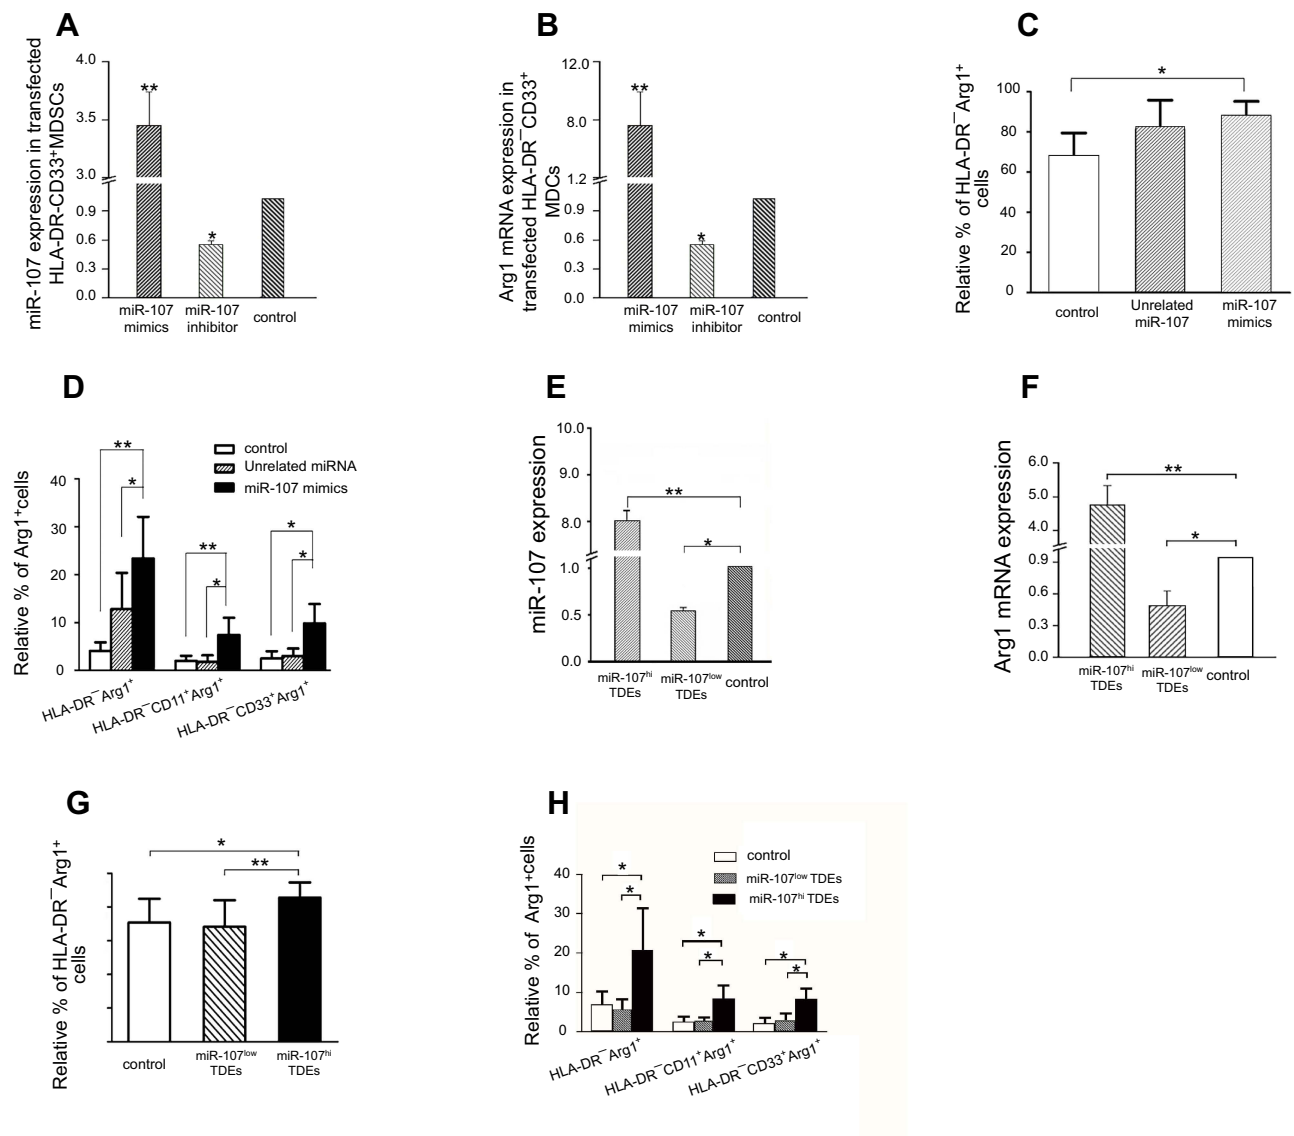 A
miR-107 expression in transfected
HLA-DR-CD33⁺MDSCs
4.0
3.5
3.0
0.9
0.6
0.3
0.0
**
*
miR-107
mimics
miR-107
inhibitor
control
B
Arg1 mRNA expression in
transfected HLA-DR⁻CD33⁺
MDCs
12.0
8.0
1.2
0.9
0.6
0.3
0.0
**
*
miR-107
mimics
miR-107
inhibitor
control
C
Relative % of HLA-DR⁻Arg1⁺
cells
100
80
60
40
20
0
*
control
Unrelated
miR-107
miR-107
mimics
D
Relative % of Arg1⁺cells
40
30
20
10
0
control
Unrelated miRNA
miR-107 mimics
**
*
**
*
*
*
HLA-DR⁻Arg1⁺
HLA-DR⁻CD11⁺Arg1⁺
HLA-DR⁻CD33⁺Arg1⁺
E
miR-107 expression
10.0
9.0
8.0
1.0
0.5
0.0
**
*
miR-107ʰⁱ
TDEs
miR-107ˡᵒʷ
TDEs
control
F
Arg1 mRNA expression
6.0
5.0
4.0
0.9
0.6
0.3
0.0
**
*
miR-107ʰⁱ
TDEs
miR-107ˡᵒʷ
TDEs
control
G
Relative % of HLA-DR⁻Arg1⁺
cells
*
**
control
miR-107ˡᵒʷ
TDEs
miR-107ʰⁱ
TDEs
H
Relative % of Arg1⁺cells
40
30
20
10
0
control
miR-107ˡᵒʷ TDEs
miR-107ʰⁱ TDEs
*
*
*
*
*
*
HLA-DR⁻Arg1⁺
HLA-DR⁻CD11⁺Arg1⁺
HLA-DR⁻CD33⁺Arg1⁺